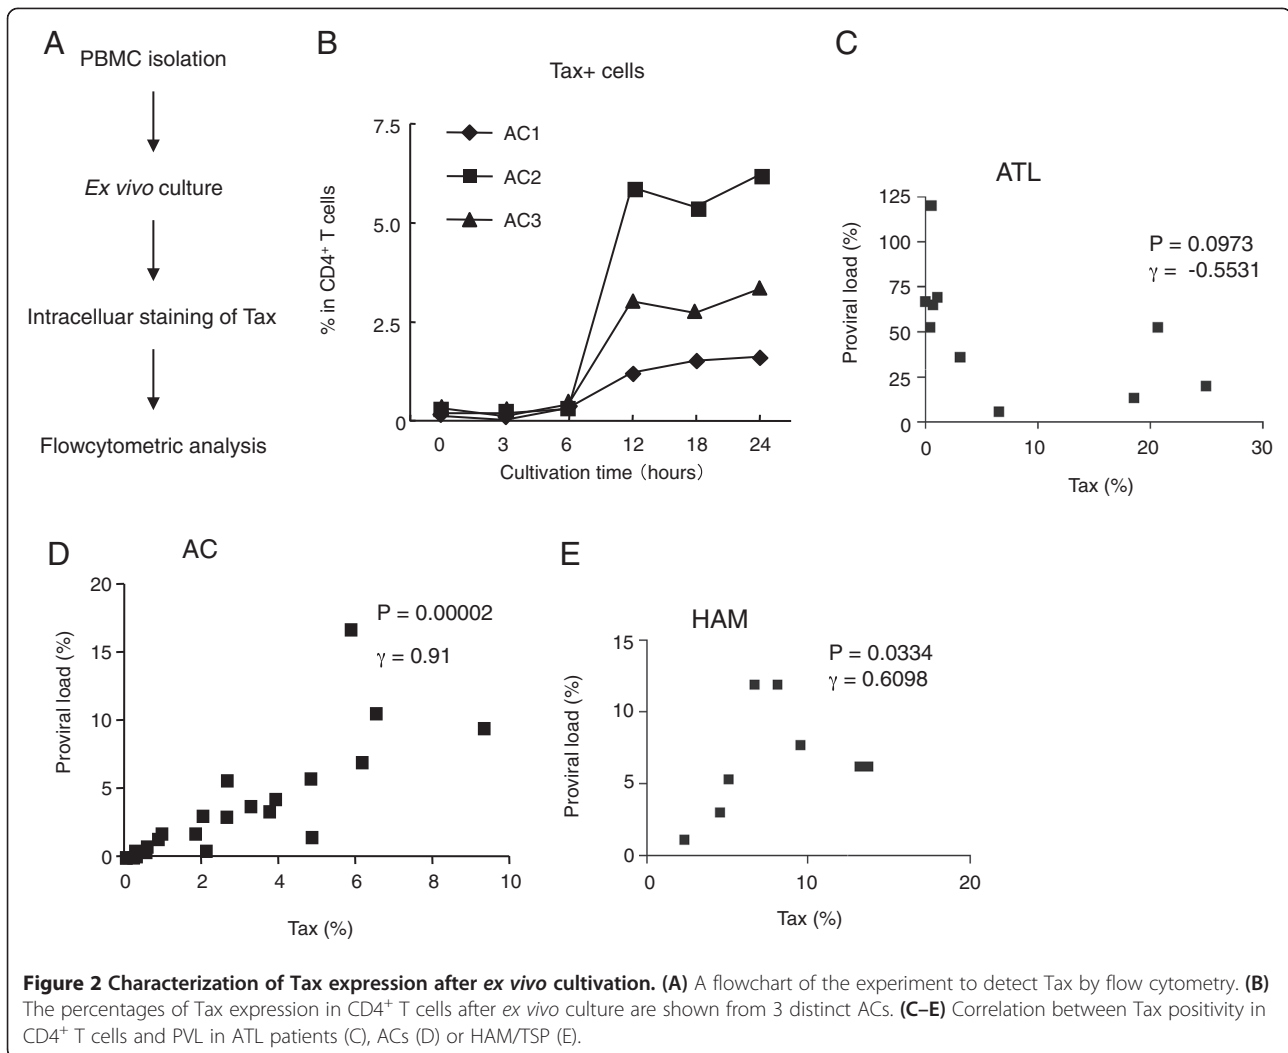 A
PBMC isolation
Ex vivo culture
Intracelluar staining of Tax
Flowcytometric analysis
B
Tax+ cells
AC1
AC2
AC3
% in CD4⁺ T cells
7.5
5.0
2.5
0
0 3 6 12 18 24
Cultivation time (hours)
C
ATL
P = 0.0973
γ = -0.5531
Proviral load (%)
125
100
75
50
25
0
0 10 20 30
Tax (%)
D
AC
P = 0.00002
γ = 0.91
Proviral load (%)
20
15
10
5
0
0 2 4 6 8 10
Tax (%)
E
HAM
P = 0.0334
γ = 0.6098
Proviral load (%)
15
10
5
0
0 10 20
Tax (%)
Figure 2 Characterization of Tax expression after ex vivo cultivation. (A) A flowchart of the experiment to detect Tax by flow cytometry. (B)
The percentages of Tax expression in CD4⁺ T cells after ex vivo culture are shown from 3 distinct ACs. (C–E) Correlation between Tax positivity in
CD4⁺ T cells and PVL in ATL patients (C), ACs (D) or HAM/TSP (E).